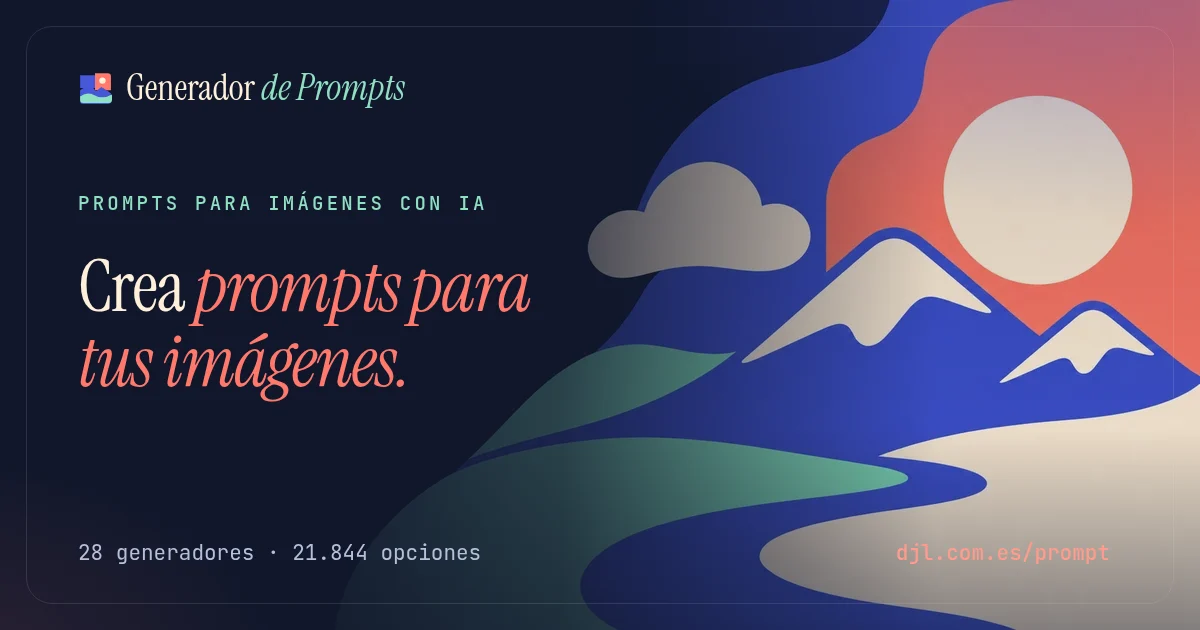 Generador de Prompts
PROMPTS PARA IMÁGENES CON IA
Crea prompts para
tus imágenes.
28 generadores · 21.844 opciones
djl.com.es/prompt